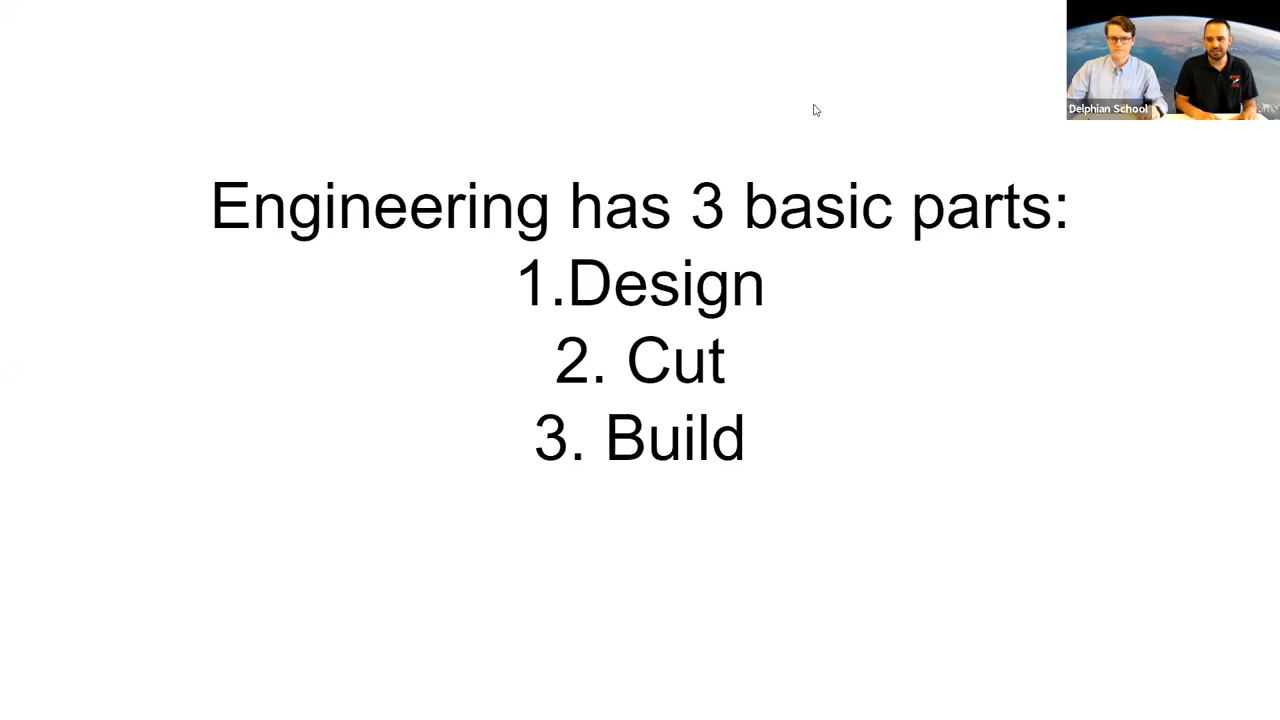 Delphian School
Engineering has 3 basic parts:
1.Design
2. Cut
3. Build